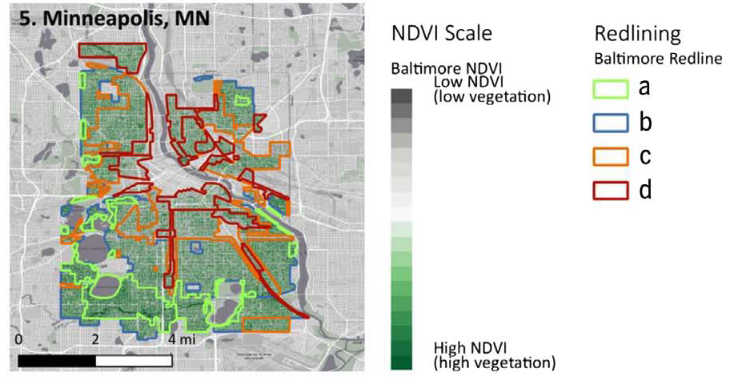 5. Minneapolis, MN
0 2 4 mi
NDVI Scale
Baltimore NDVI
Low NDVI
(low vegetation)
High NDVI
(high vegetation)
Redlining
Baltimore Redline
a
b
c
d